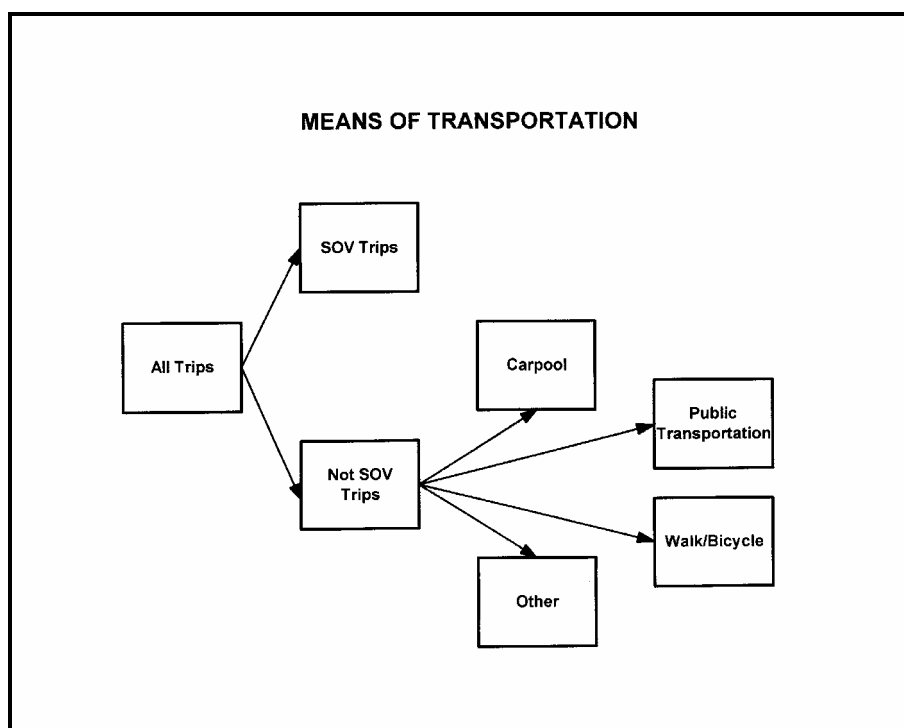 MEANS OF TRANSPORTATION
SOV Trips
All Trips
Carpool
Public
Transportation
Not SOV
Trips
Walk/Bicycle
Other